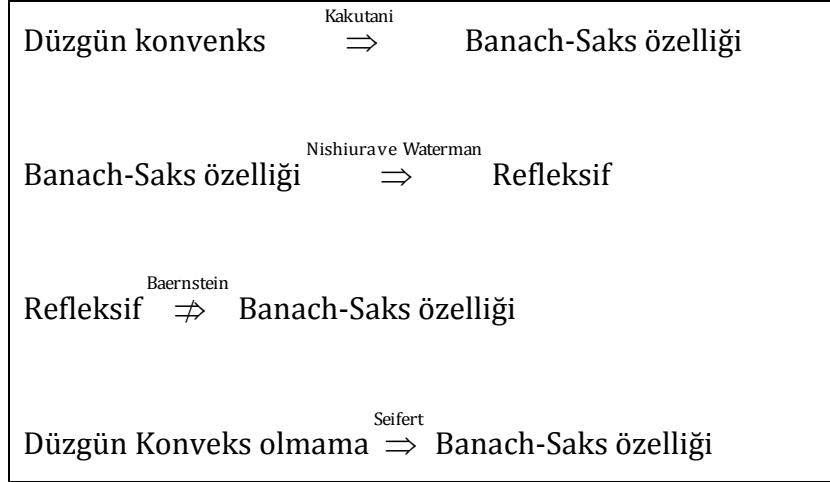 Kakutani
Düzgün konvenks ⇒ Banach-Saks özelliği
Nishiurave Waterman
Banach-Saks özelliği ⇒ Refleksif
Baernstein
Refleksif ⇏ Banach-Saks özelliği
Seifert
Düzgün Konveks olmama ⇒ Banach-Saks özelliği